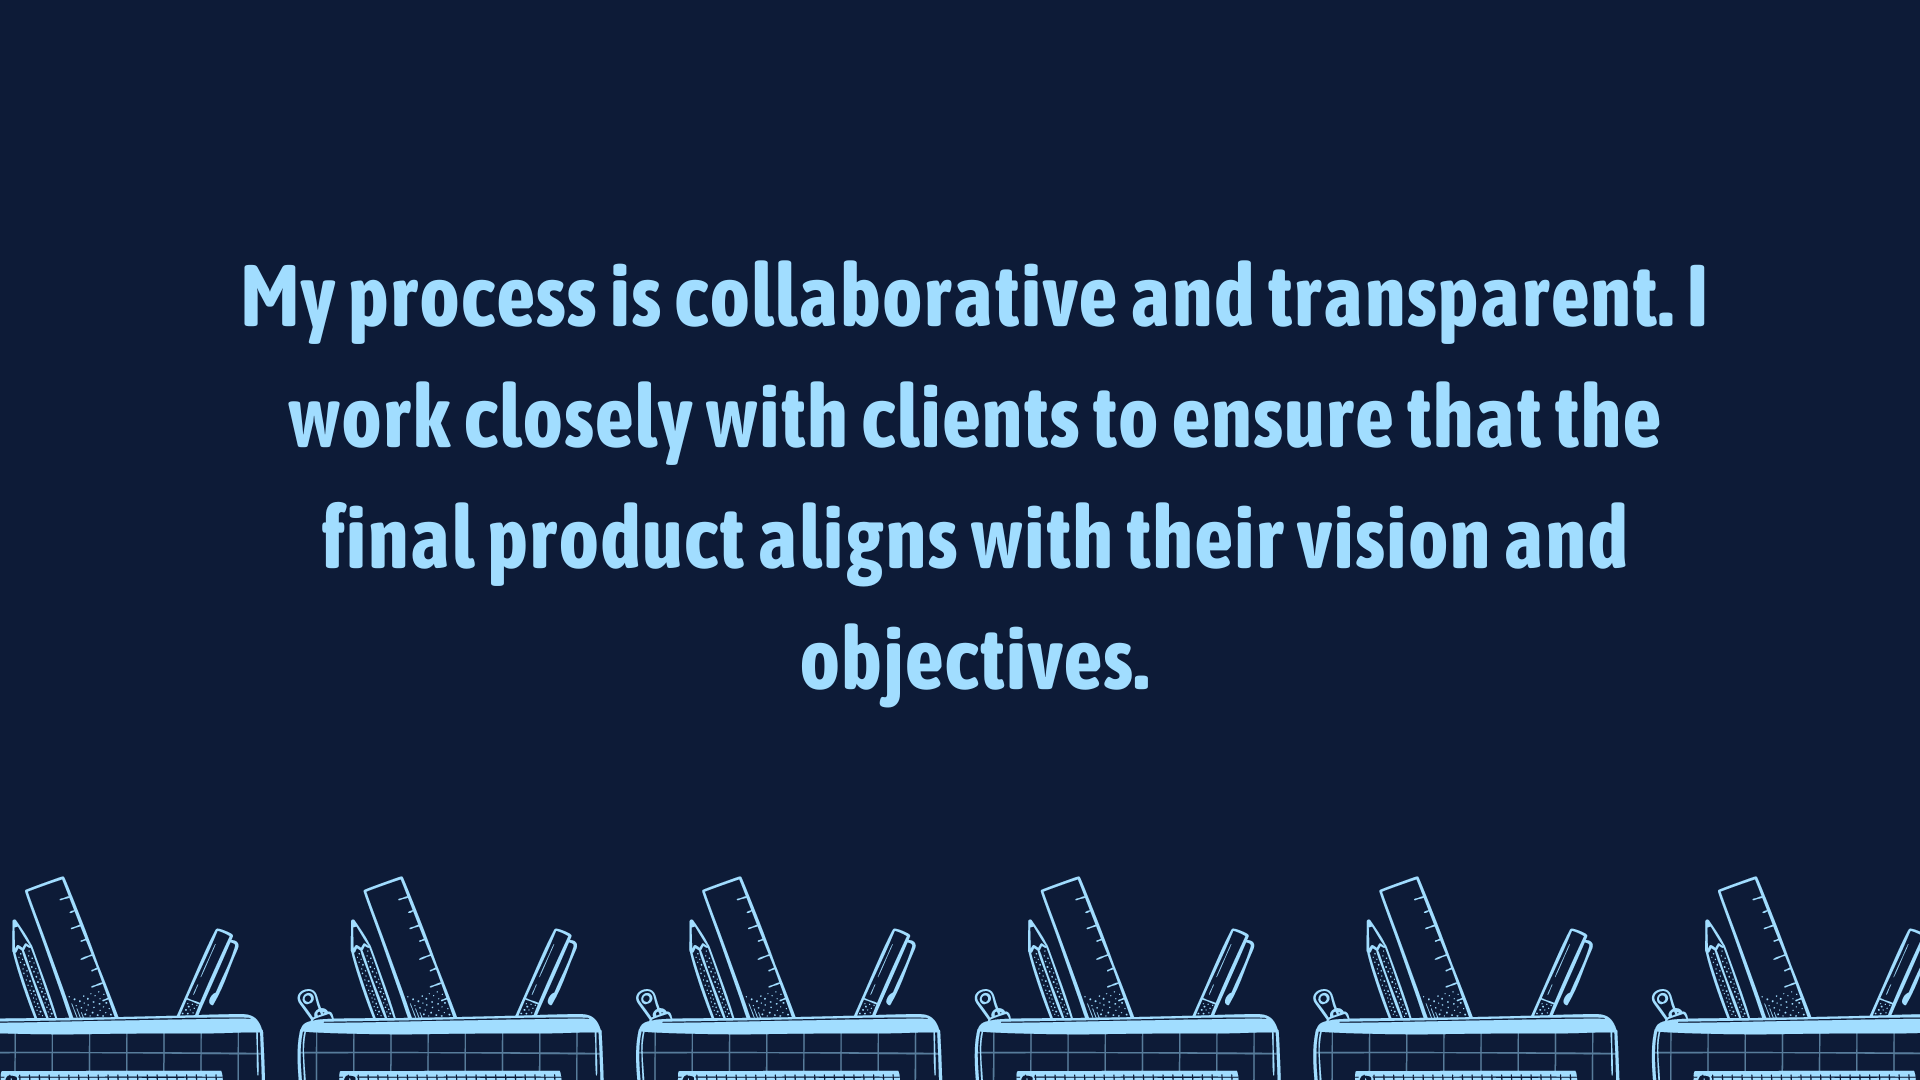 My process is collaborative and transparent. I
work closely with clients to ensure that the
final product aligns with their vision and
objectives.